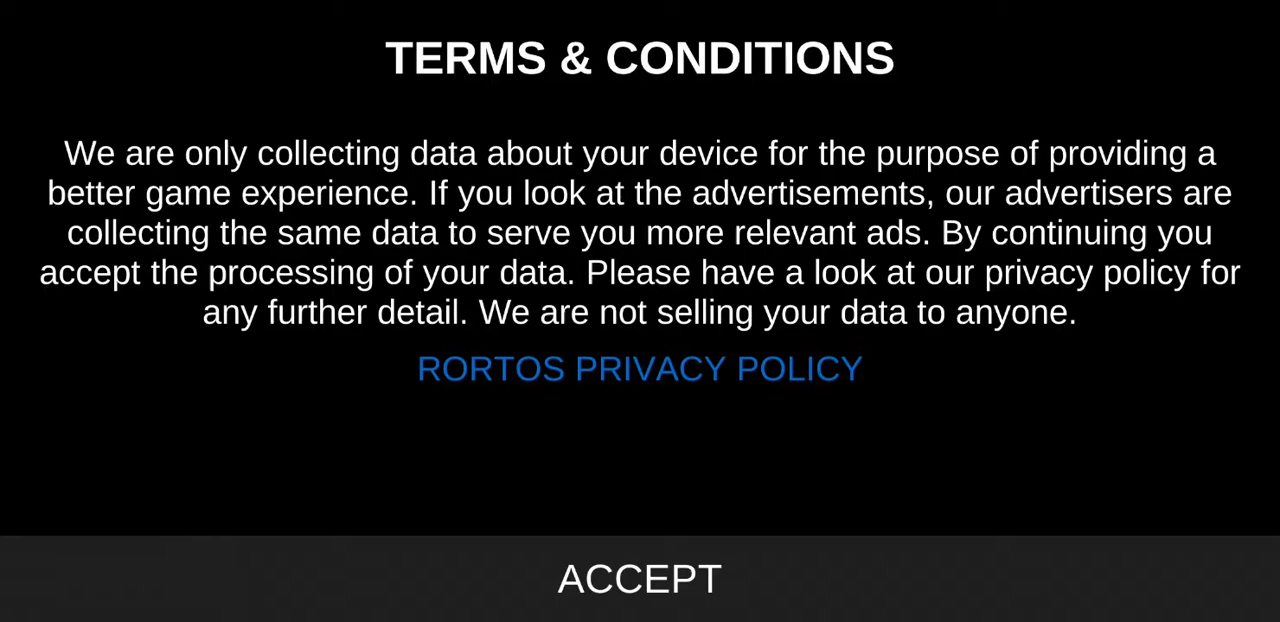 TERMS & CONDITIONS
We are only collecting data about your device for the purpose of providing a
better game experience. If you look at the advertisements, our advertisers are
collecting the same data to serve you more relevant ads. By continuing you
accept the processing of your data. Please have a look at our privacy policy for
any further detail. We are not selling your data to anyone.
RORTOS PRIVACY POLICY
ACCEPT